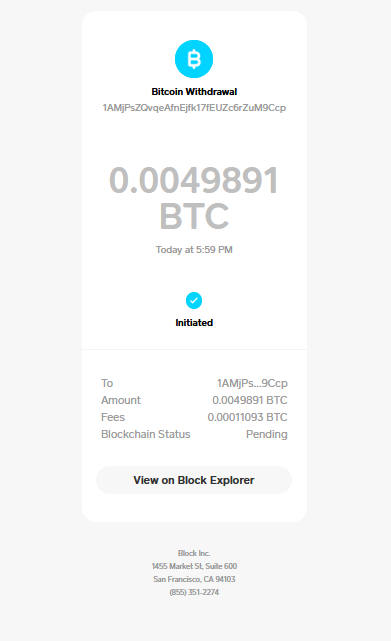 Bitcoin Withdrawal
1AMjPsZQvqeAfnEjfk17fEUZc6rZuM9Ccp
0.0049891
BTC
Today at 5:59 PM
Initiated
To 1AMjPs...9Ccp
Amount 0.0049891 BTC
Fees 0.00011093 BTC
Blockchain Status Pending
View on Block Explorer
Block Inc.
1455 Market St, Suite 600
San Francisco, CA 94103
(855) 351-2274